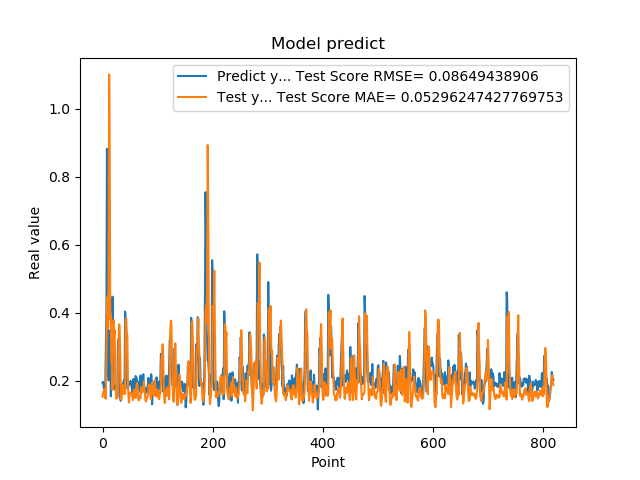 Model predict
Predict y... Test Score RMSE= 0.08649438906
Test y... Test Score MAE= 0.05296247427769753
1.0
0.8
0.6
0.4
0.2
Real value
0 200 400 600 800
Point